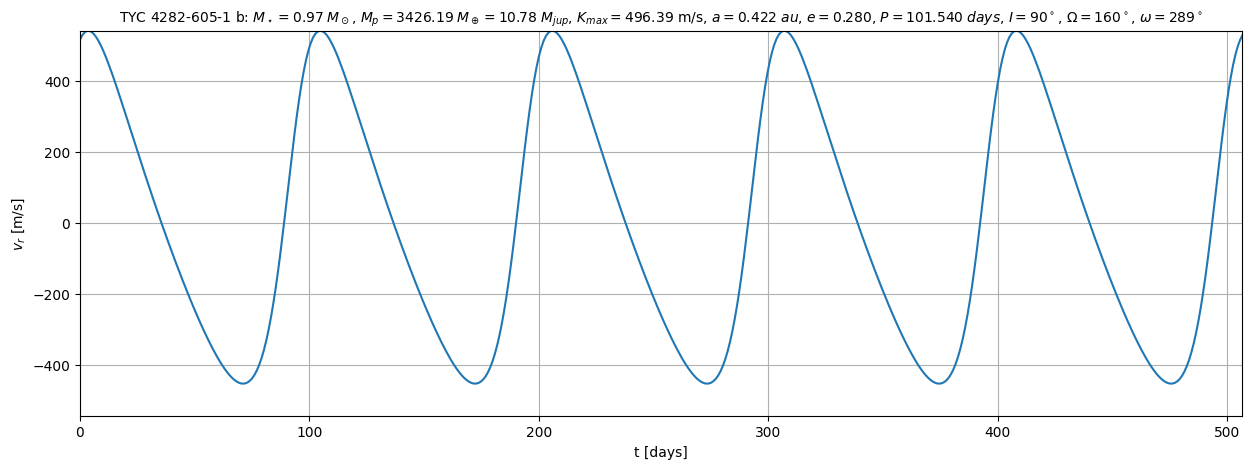 TYC 4282-605-1 b: M⋆ = 0.97 M⊙, Mp = 3426.19 M⊕ = 10.78 Mjup, Kmax = 496.39 m/s, a = 0.422 au, e = 0.280, P = 101.540 days, I = 90°, Ω = 160°, ω = 289°
400
200
0
−200
−400
vr [m/s]
0 100 200 300 400 500
t [days]